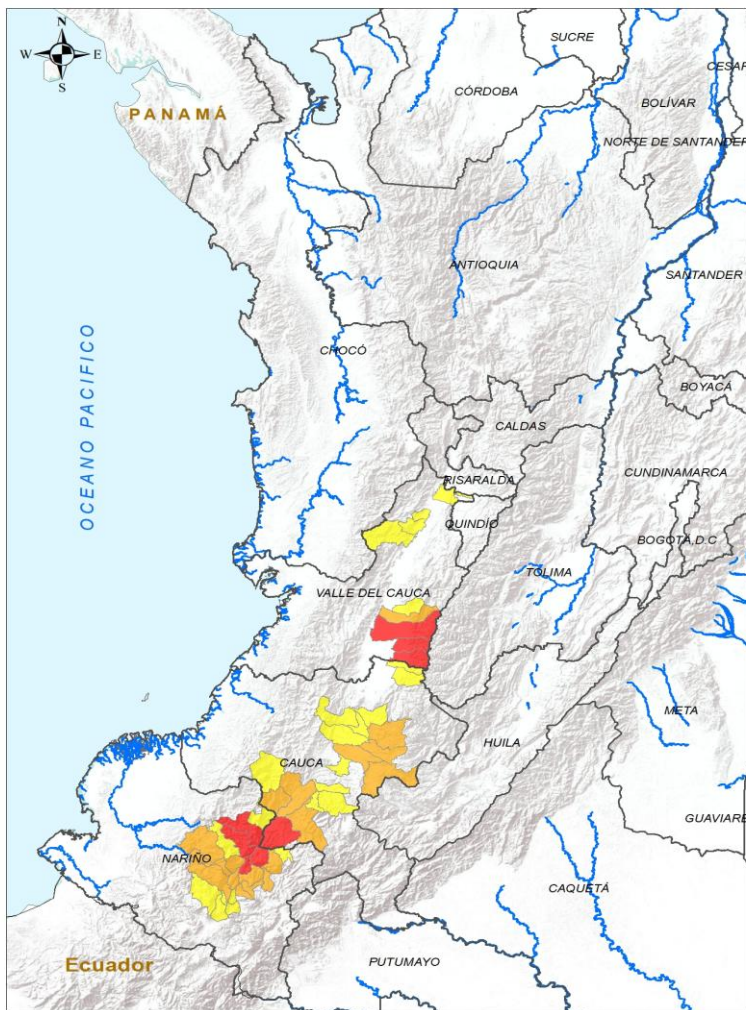 N
W E
S
SUCRE
CESAR
CÓRDOBA
BOLÍVAR
PANAMÁ
NORTE DE SANTANDER
ANTIOQUIA
SANTANDER
OCEANO PACIFICO
CHOCÓ
BOYACÁ
CALDAS
CUNDINAMARCA
RISARALDA
QUINDÍO
BOGOTÁ, D.C
TOLIMA
VALLE DEL CAUCA
META
HUILA
CAUCA
GUAVIARE
NARIÑO
CAQUETÁ
Ecuador
PUTUMAYO